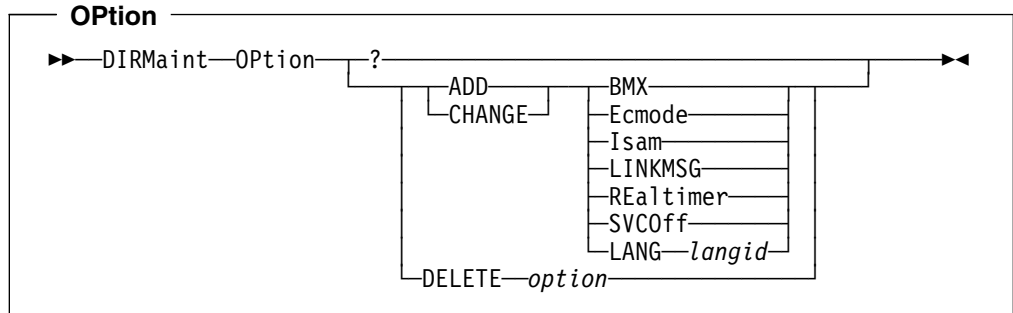 OPtion
DIRMaint OPtion ?
ADD BMX
CHANGE Ecmode
Isam
LINKMSG
REaltimer
SVCOff
LANG langid
DELETE option